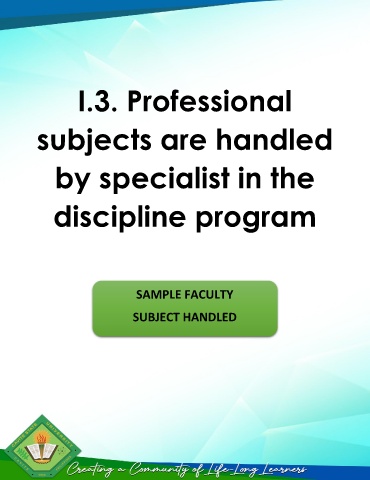 I.3. Professional
subjects are handled
by specialist in the
discipline program
SAMPLE FACULTY
SUBJECT HANDLED
Creating a Community of Life-Long Learners